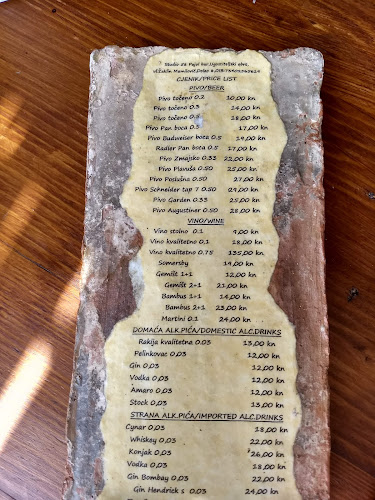 CJENIK/PRICE LIST
PIVO/BEER
Pivo točeno 0.2 10,00 kn
Pivo točeno 0.3 14,00 kn
Pivo točeno 18,00 kn
Pivo Pan boca 0.5 17,00 kn
Pivo Budweiser boca 0.5 19,00 kn
Radler Pan boca 0.5 17,00 kn
Pivo Zmajsko 0.33 22,00 kn
Pivo Plavuša 0.50 25,00 kn
Pivo 0.50 27,00 kn
Pivo Schneider tap 7 0.50 29,00 kn
Pivo Garden 0.33 25,00 kn
Pivo Augustiner 0.50 28,00 kn
VINO/WINE
Vino stolno 0.1 9,00 kn
Vino kvalitetno 0.1 18,00 kn
Vino kvalitetno 0.75 135,00 kn
Somersby 19,00 kn
Gemišt 1+1 12,00 kn
Gemišt 2+1 21,00 kn
Bambus 1+1 14,00 kn
Bambus 2+1 23,00 kn
Martini 0.1 24,00 kn
DOMAĆA ALK.PIĆA/DOMESTIC ALC.DRINKS
Rakija kvalitetna 0.03 13,00 kn
Pelinkovac 0,03 12,00 kn
Gin 0,03 12,00 kn
Vodka 0,03 12,00 kn
Amaro 0,03 12,00 kn
Stock 0,03 13,00 kn
STRANA ALK.PIĆA/IMPORTED ALC.DRINKS
Cynar 0,03 18,00 kn
Whiskey 0,03 22,00 kn
Konjak 0,03 26,00 kn
Vodka 0,03 18,00 kn
Gin Bombay 0,03 22,00 kn
Gin Hendrick s 0,03 24,00 kn